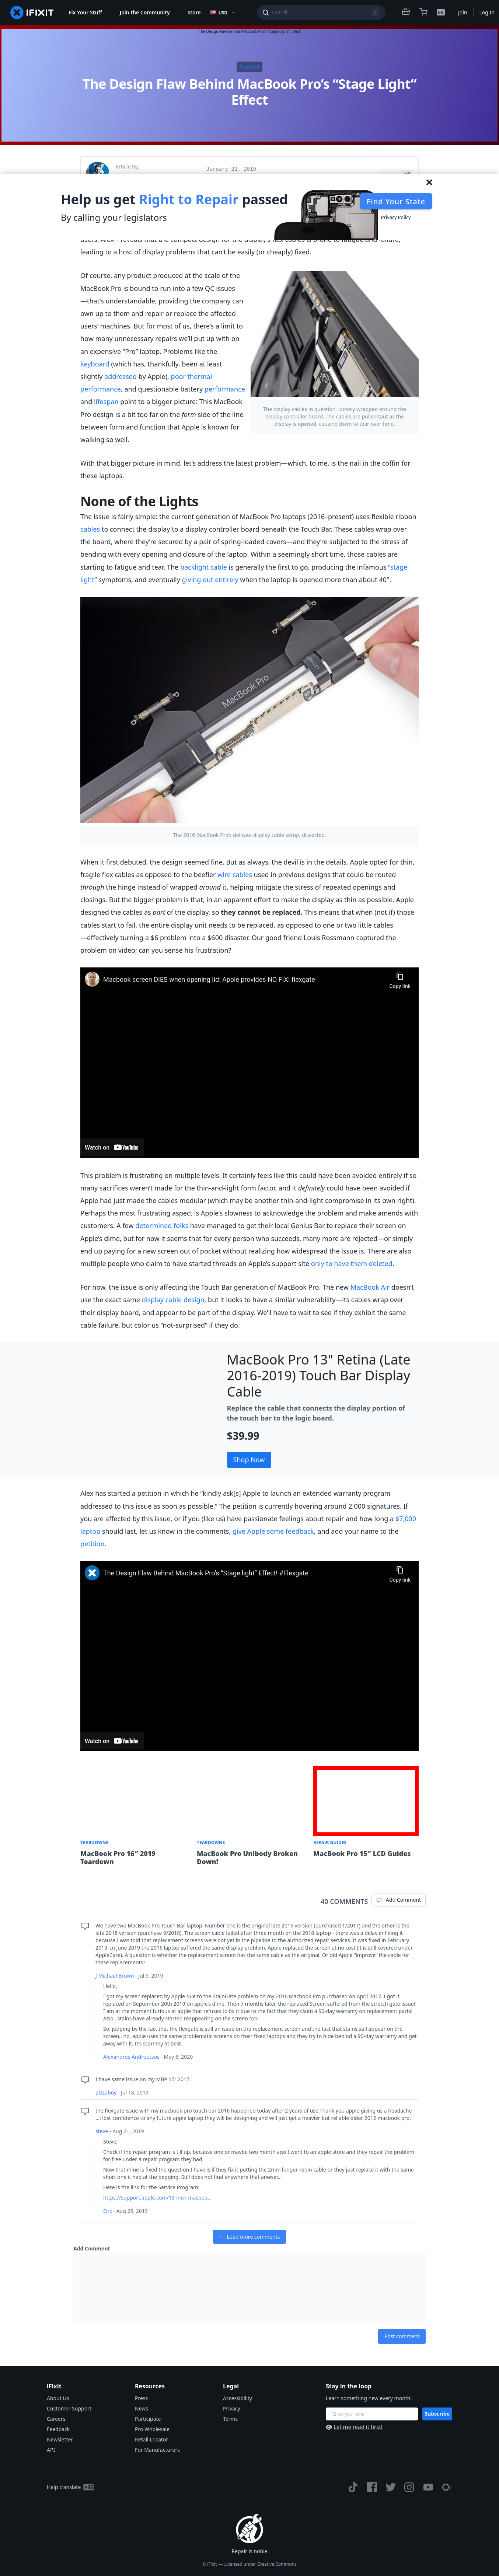 IFIXIT
Fix Your Stuff
Join the Community
Store
USD
Search
/
EN
Join
Log In
The Design Flaw Behind MacBook Pro's "Stage Light" Effect
The Design Flaw Behind MacBook Pro's “Stage Light” Effect
Article by:
January 22, 2019
Help us get Right to Repair passed
By calling your legislators
Find Your State
Privacy Policy
leading to a host of display problems that can't be easily (or cheaply) fixed.
Of course, any product produced at the scale of the
MacBook Pro is bound to run into a few QC issues
—that's understandable, providing the company can
own up to them and repair or replace the affected
users' machines. But for most of us, there's a limit to
how many unnecessary repairs we'll put up with on
an expensive “Pro” laptop. Problems like the
keyboard (which has, thankfully, been at least
slightly addressed by Apple), poor thermal
performance, and questionable battery performance
and lifespan point to a bigger picture: This MacBook
Pro design is a bit too far on the form side of the line
between form and function that Apple is known for
walking so well.
The display cables in question, loosely wrapped around the
display controller board. The cables are pulled taut as the
display is opened, causing them to tear over time.
With that bigger picture in mind, let's address the latest problem—which, to me, is the nail in the coffin for
these laptops.
None of the Lights
The issue is fairly simple: the current generation of MacBook Pro laptops (2016–present) uses flexible ribbon
cables to connect the display to a display controller board beneath the Touch Bar. These cables wrap over
the board, where they're secured by a pair of spring-loaded covers—and they're subjected to the stress of
bending with every opening and closure of the laptop. Within a seemingly short time, those cables are
starting to fatigue and tear. The backlight cable is generally the first to go, producing the infamous “stage
light” symptoms, and eventually giving out entirely when the laptop is opened more than about 40°.
MacBook Pro
The 2016 MacBook Pro's delicate display cable setup, dissected.
When it first debuted, the design seemed fine. But as always, the devil is in the details. Apple opted for thin,
fragile flex cables as opposed to the beefier wire cables used in previous designs that could be routed
through the hinge instead of wrapped around it, helping mitigate the stress of repeated openings and
closings. But the bigger problem is that, in an apparent effort to make the display as thin as possible, Apple
designed the cables as part of the display, so they cannot be replaced. This means that when (not if) those
cables start to fail, the entire display unit needs to be replaced, as opposed to one or two little cables
—effectively turning a $6 problem into a $600 disaster. Our good friend Louis Rossmann captured the
problem on video; can you sense his frustration?
Macbook screen DIES when opening lid: Apple provides NO FIX! flexgate
Copy link
Watch on YouTube
This problem is frustrating on multiple levels. It certainly feels like this could have been avoided entirely if so
many sacrifices weren't made for the thin-and-light form factor, and it definitely could have been avoided if
Apple had just made the cables modular (which may be another thin-and-light compromise in its own right).
Perhaps the most frustrating aspect is Apple's slowness to acknowledge the problem and make amends with
customers. A few determined folks have managed to get their local Genius Bar to replace their screen on
Apple's dime, but for now it seems that for every person who succeeds, many more are rejected—or simply
end up paying for a new screen out of pocket without realizing how widespread the issue is. There are also
multiple people who claim to have started threads on Apple's support site only to have them deleted.
For now, the issue is only affecting the Touch Bar generation of MacBook Pro. The new MacBook Air doesn't
use the exact same display cable design, but it looks to have a similar vulnerability—its cables wrap over
their display board, and appear to be part of the display. We'll have to wait to see if they exhibit the same
cable failure, but color us “not-surprised” if they do.
MacBook Pro 13" Retina (Late
2016-2019) Touch Bar Display
Cable
Replace the cable that connects the display portion of
the touch bar to the logic board.
$39.99
Shop Now
Alex has started a petition in which he “kindly ask[s] Apple to launch an extended warranty program
addressed to this issue as soon as possible.” The petition is currently hovering around 2,000 signatures. If
you are affected by this issue, or if you (like us) have passionate feelings about repair and how long a $7,000
laptop should last, let us know in the comments, give Apple some feedback, and add your name to the
petition.
The Design Flaw Behind MacBook Pro's “Stage light” Effect! #Flexgate
Copy link
Watch on YouTube
TEARDOWNS
MacBook Pro 16″ 2019
Teardown
TEARDOWNS
MacBook Pro Unibody Broken
Down!
REPAIR GUIDES
MacBook Pro 15″ LCD Guides
40 COMMENTS
Add Comment
We have two MacBook Pro Touch Bar laptop. Number one is the original late 2016 version (purchased 1/2017) and the other is the
late 2018 version (purchase 9/2018). The screen cable failed after three month on the 2018 laptop - there was a delay in fixing it
because I was told that replacement screens was not yet in the pipeline to the authorized repair services. It was fixed in February
2019. In June 2019 the 2016 laptop suffered the same display problem. Apple replaced the screen at no cost (it is still covered under
AppleCare). A question is whether the replacement screen has the same cable as the original. Or did Apple “improve” the cable for
these replacements?
J Michael Brown - Jul 5, 2019
Hello,
I got my screen replaced by Apple due to the StainGate problem on my 2016 Macbook Pro purchased on April 2017. I got it
replaced on September 20th 2019 on apple's dime. Then 7 months later, the replaced Screen suffered from the stretch gate issue!
I am at the moment furious at apple that refuses to fix it due to the fact that they claim a 90-day warranty on replacement parts!
Also.. stains have already started reappearing on the screen too!
So, judging by the fact that the flexgate is still an issue on the replacement screen and the fact that stains still appear on the
screen.. no, apple uses the same problematic screens on their fixed laptops and they try to hide behind a 90-day warranty and get
away with it. It's scammy at best.
Alexandros Androutsos - May 8, 2020
I have same issue on my MBP 15” 2017.
pizzaboy - Jul 18, 2019
the flexgate issue with my macbook pro touch bar 2016 happened today after 2 years of use.Thank you apple giving us a headache
...i lost confidence to any future apple laptop they will be designing and will just get a heavier but reliable older 2012 macbook pro.
steve - Aug 21, 2019
Steve,
Check if the repair program is till up, because one or maybe two month ago I went to an apple store and they repair the problem
for free under a repair program they had.
Now that mine is fixed the question I have is if they fix it putting the 2mm longer robin cable or they just replace it with the same
short one it had at the begging. Still does not find anywhere that answer...
Here is the link for the Service Program:
https://support.apple.com/13-inch-macboo...
Eric - Aug 23, 2019
Load more comments
Add Comment
Post comment
iFixit
About Us
Customer Support
Careers
Feedback
Newsletter
API
Resources
Press
News
Participate
Pro Wholesale
Retail Locator
For Manufacturers
Legal
Accessibility
Privacy
Terms
Stay in the loop
Learn something new every month!
Enter your email
Subscribe
Let me read it first!
Help translate
Repair is noble
© iFixit — Licensed under Creative Commons